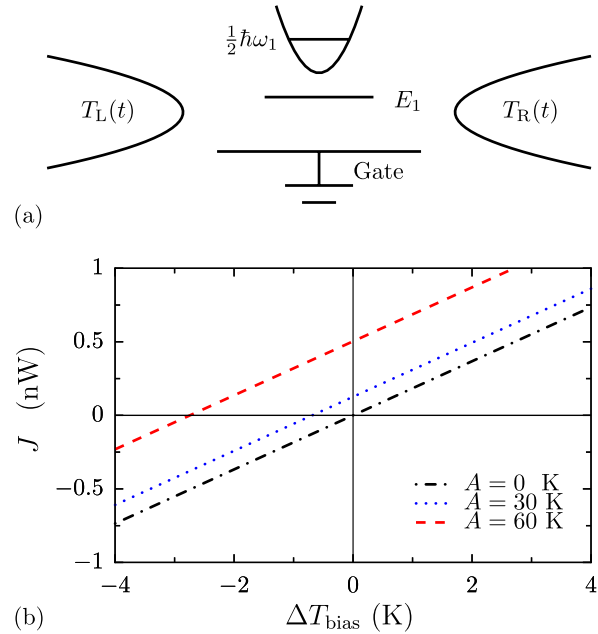 ½ħω₁
T_L(t)
E₁
T_R(t)
Gate
(a)
1
0.5
0
−0.5
−1
J (nW)
A = 0 K
A = 30 K
A = 60 K
−4
−2
0
2
4
ΔT_bias (K)
(b)